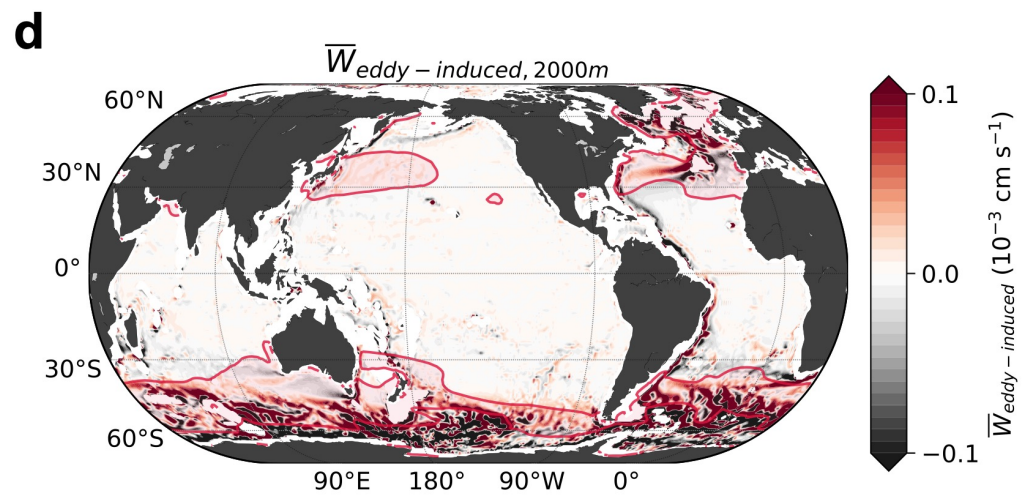 d
W̅eddy − induced, 2000m
60°N
30°N
0°
30°S
60°S
90°E 180° 90°W 0°
0.1
0.0
−0.1
W̅eddy − induced (10⁻³ cm s⁻¹)